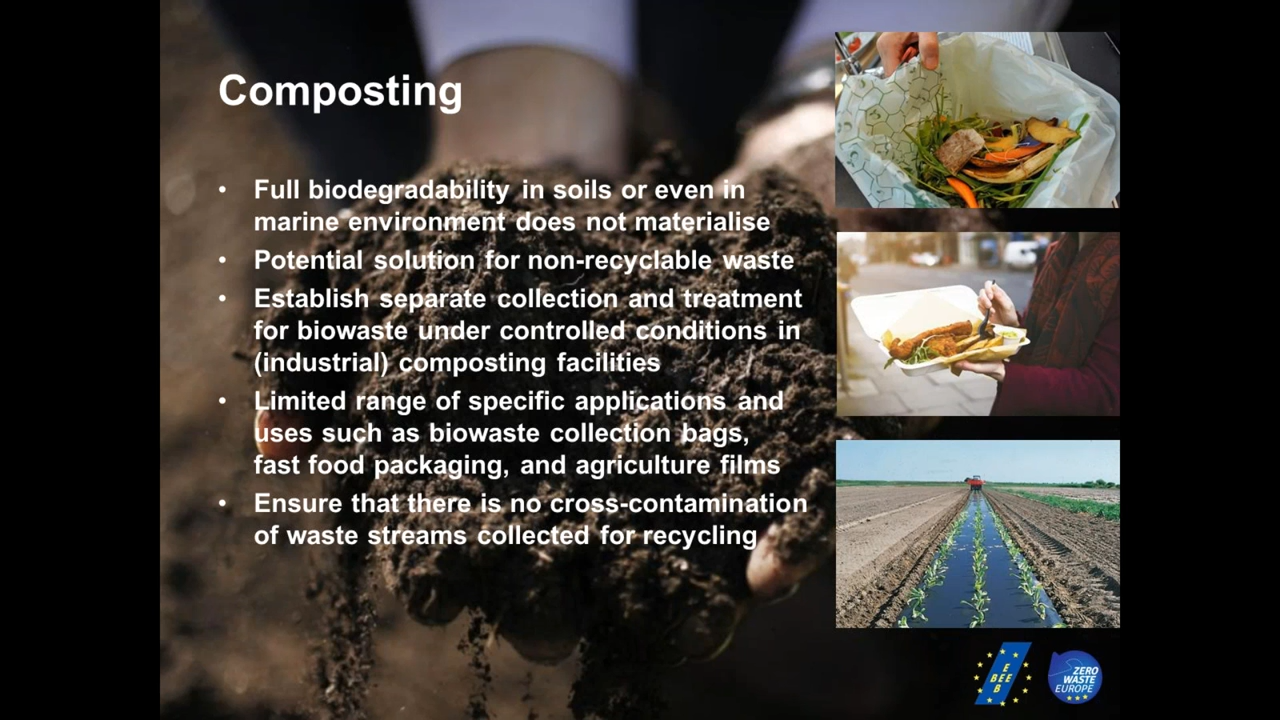 Composting
• Full biodegradability in soils or even in
marine environment does not materialise
• Potential solution for non-recyclable waste
• Establish separate collection and treatment
for biowaste under controlled conditions in
(industrial) composting facilities
• Limited range of specific applications and
uses such as biowaste collection bags,
fast food packaging, and agriculture films
• Ensure that there is no cross-contamination
of waste streams collected for recycling
E
BEE
B
ZERO
WASTE
EUROPE